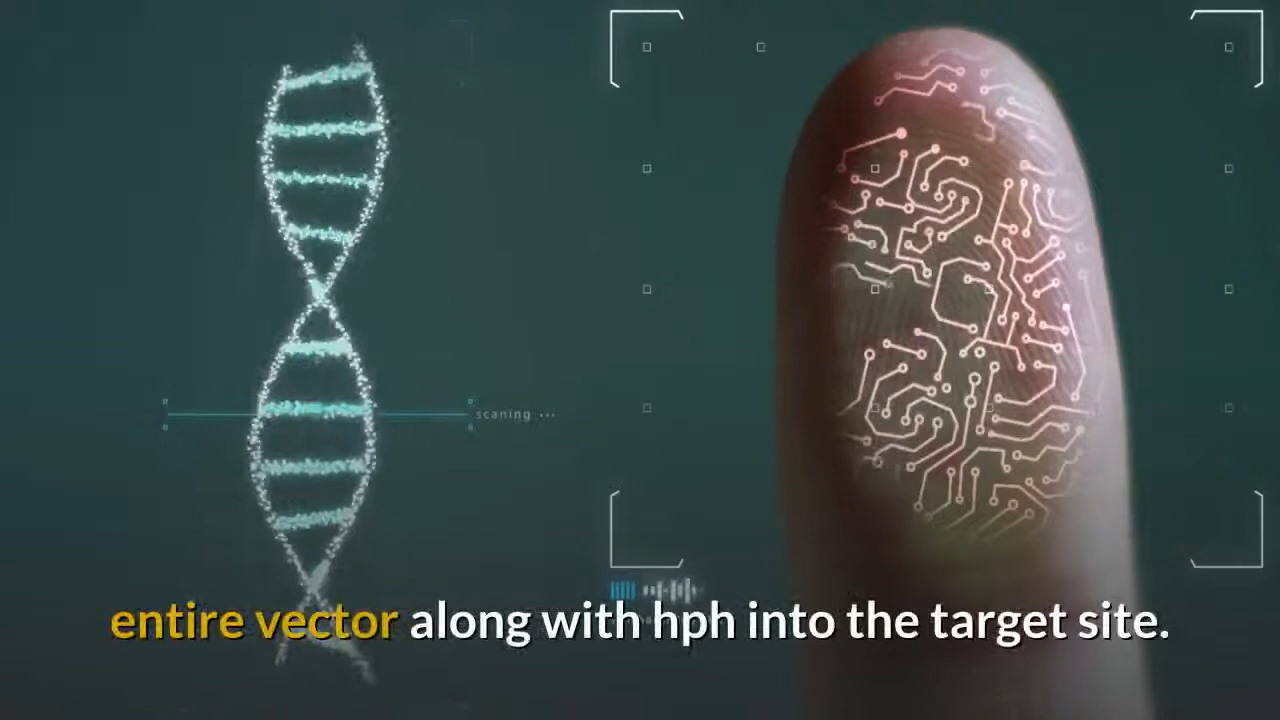 scaning ...
entire vector along with hph into the target site.